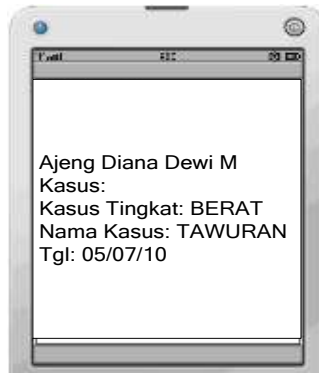 Ajeng Diana Dewi M
Kasus:
Kasus Tingkat: BERAT
Nama Kasus: TAWURAN
Tgl: 05/07/10